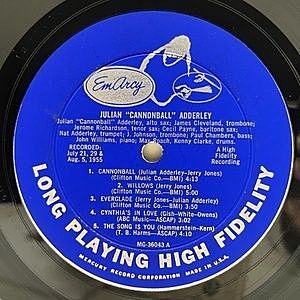 EmArcy
JULIAN "CANNONBALL" ADDERLEY
Julian "Cannonball" Adderley, alto sax; James Cleveland, trombone;
Jerome Richardson, tenor sax; Cecil Payne, baritone sax;
Nat Adderley, trumpet; J. Johnson, trombone; Paul Chambers, bass;
John Williams, piano; Max Roach, Kenny Clarke, drums.
RECORDED:
July 21, 29 &
Aug. 5, 1955
A High
Fidelity
Recording
1. CANNONBALL (Julian Adderley-Jerry Jones)
(Clifton Music Co.—BMI) 4:13
2. WILLOWS (Jerry Jones)
(Clifton Music Co.—BMI) 5:00
3. EVERGLADE (Jerry Jones-Julian Adderley)
(Clifton Music Co.—BMI) 3:50
4. CYNTHIA'S IN LOVE (Gish-White-Owens)
(ABC Music—ASCAP) 3:02
5. THE SONG IS YOU (Hammerstein-Kern)
(T. B. Harms—ASCAP) 4:10
MG-36043 A
LONG PLAYING HIGH FIDELITY
MERCURY RECORD CORPORATION MADE IN U.S.A.